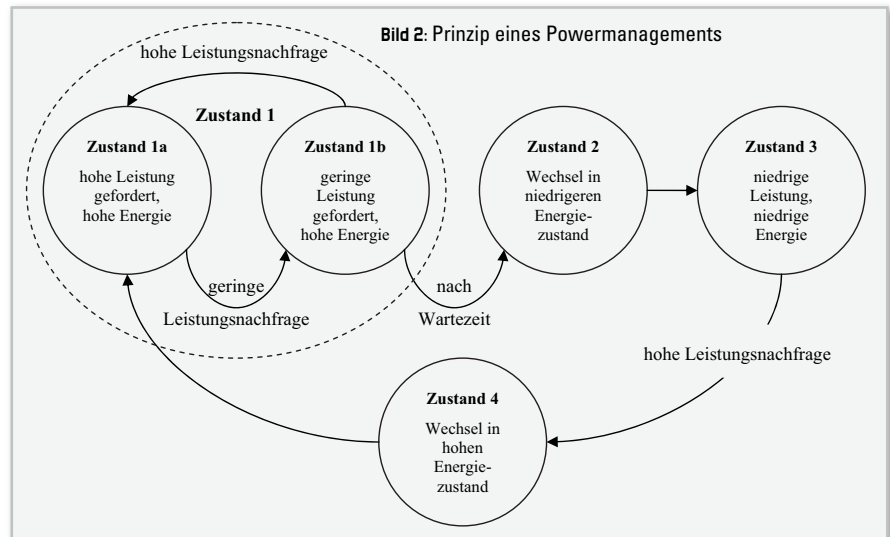 Bild 2: Prinzip eines Powermanagements
hohe Leistungsnachfrage
Zustand 1
Zustand 1a
hohe Leistung
gefordert,
hohe Energie
Zustand 1b
geringe
Leistung
gefordert,
hohe Energie
Zustand 2
Wechsel in
niedrigeren
Energie-
zustand
Zustand 3
niedrige
Leistung,
niedrige
Energie
geringe
Leistungsnachfrage
nach
Wartezeit
hohe Leistungsnachfrage
Zustand 4
Wechsel in
hohen
Energie-
zustand